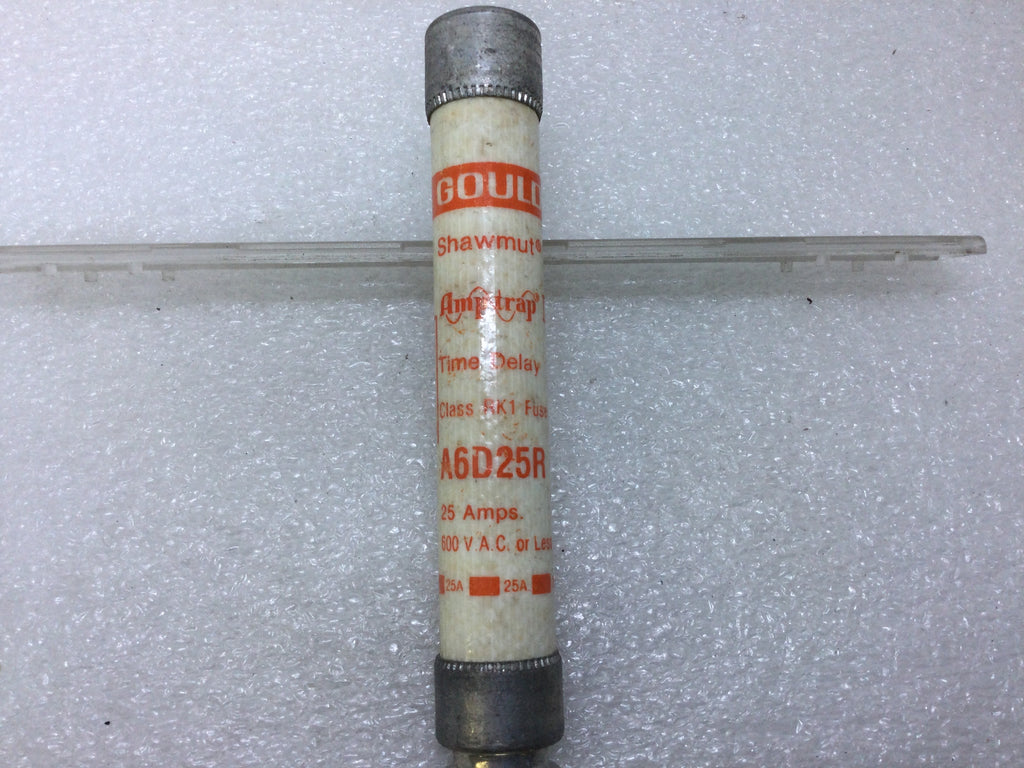 GOULD
Shawmut®
Amp-trap®
Time Delay
Class RK1 Fuse
A6D25R
25 Amps.
600 V A.C. or Less
25A 25A